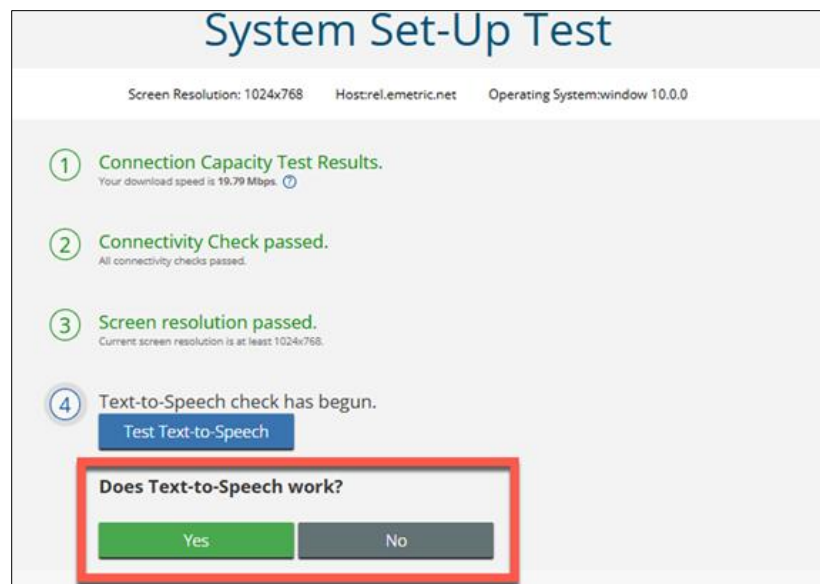 System Set-Up Test
Screen Resolution: 1024x768 Host:rel.emetric.net Operating System:window 10.0.0
1 Connection Capacity Test Results.
Your download speed is 19.79 Mbps. ?
2 Connectivity Check passed.
All connectivity checks passed.
3 Screen resolution passed.
Current screen resolution is at least 1024x768.
4 Text-to-Speech check has begun.
Test Text-to-Speech
Does Text-to-Speech work?
Yes No